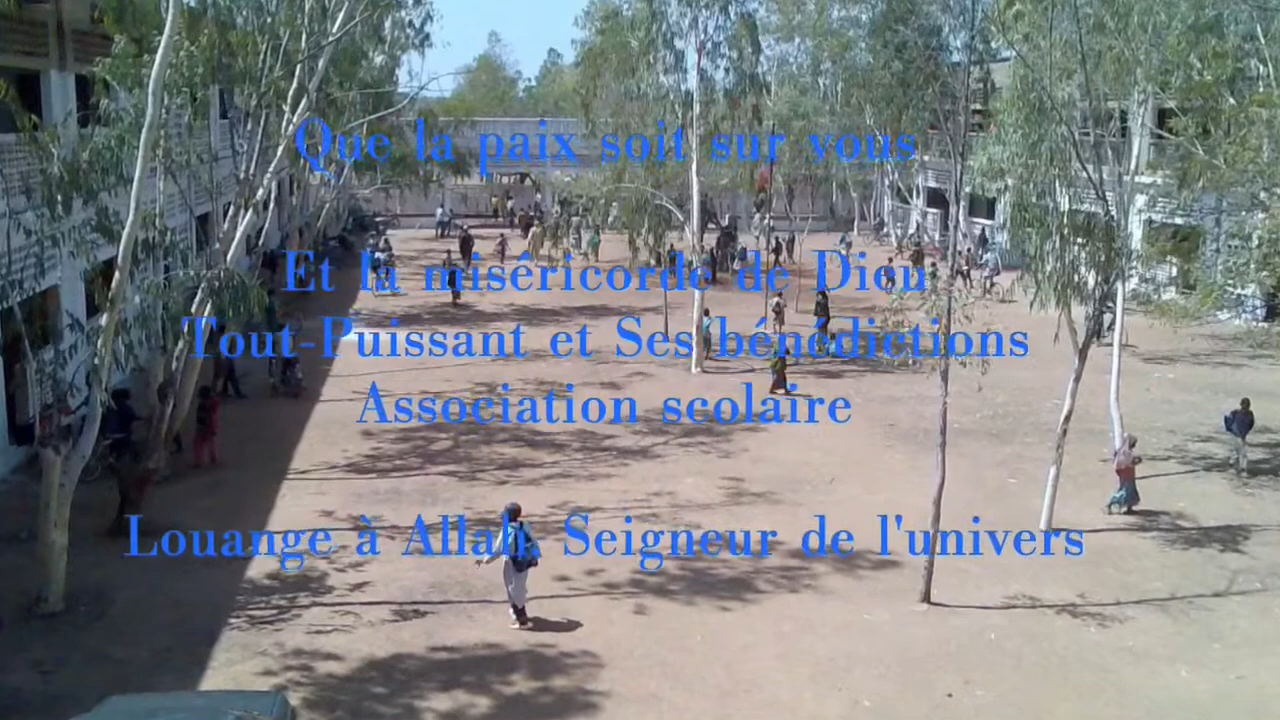 Que la paix soit sur vous
Et la miséricorde de Dieu
Tout-Puissant et Ses bénédictions
Association scolaire
Louange à Allah, Seigneur de l'univers